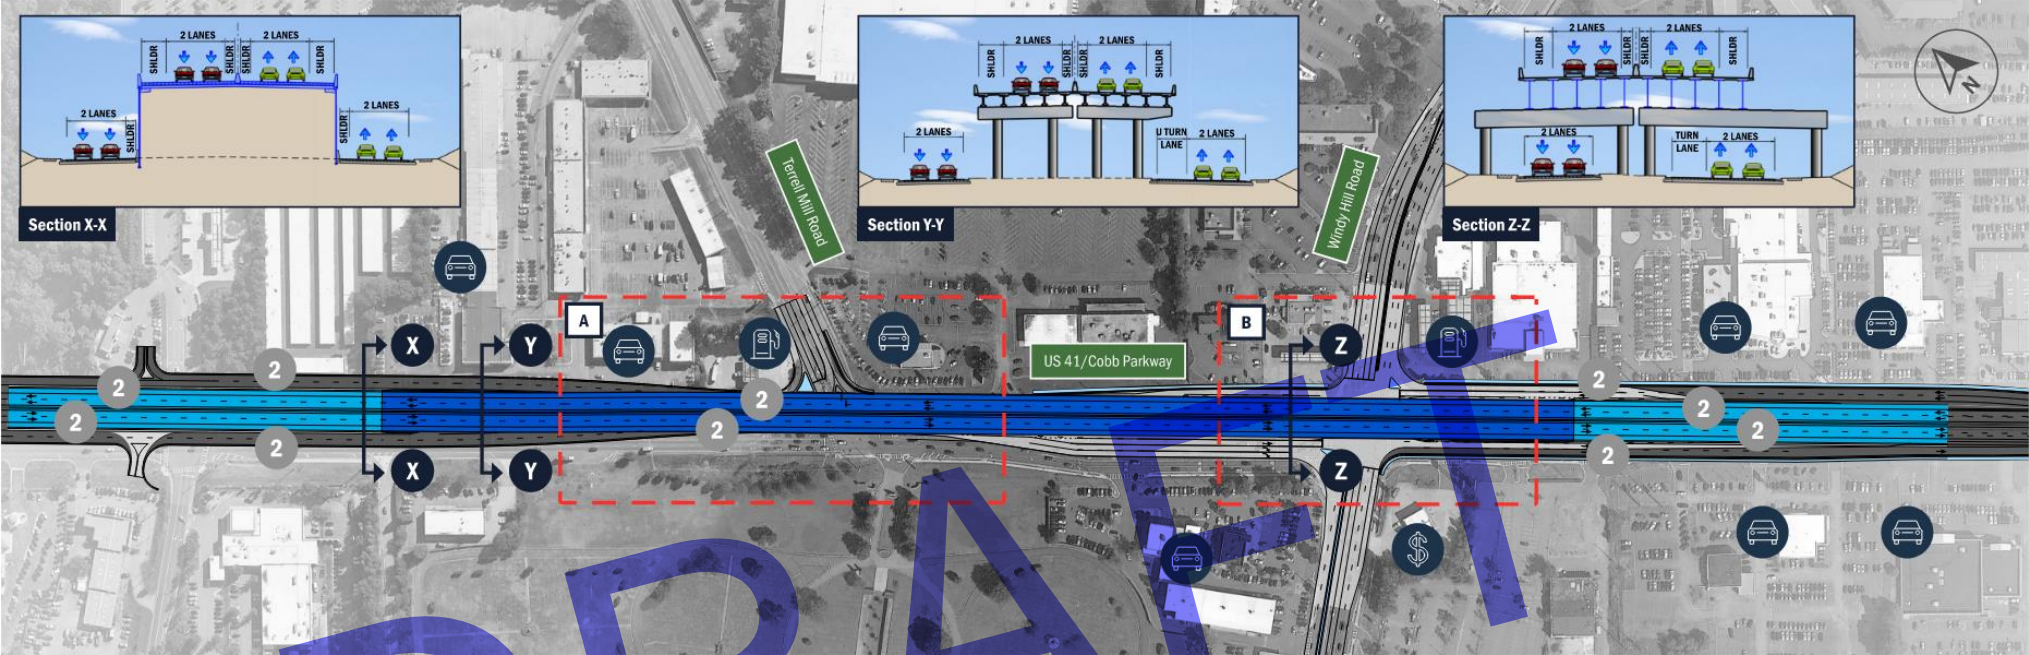 SHLDR
2 LANES
SHLDR
SHLDR
2 LANES
SHLDR
2 LANES
SHLDR
SHLDR
2 LANES
Section X-X
Terrell Mill Road
SHLDR
2 LANES
SHLDR
SHLDR
2 LANES
SHLDR
2 LANES
U TURN
LANE
2 LANES
Section Y-Y
Windy Hill Road
SHLDR
2 LANES
SHLDR
SHLDR
2 LANES
SHLDR
2 LANES
TURN
LANE
2 LANES
Section Z-Z
N
A
B
X
Y
Z
US 41/Cobb Parkway
2
2
2
2
2
2
2
2
2
2
X
Y
Z
$
DRAFT